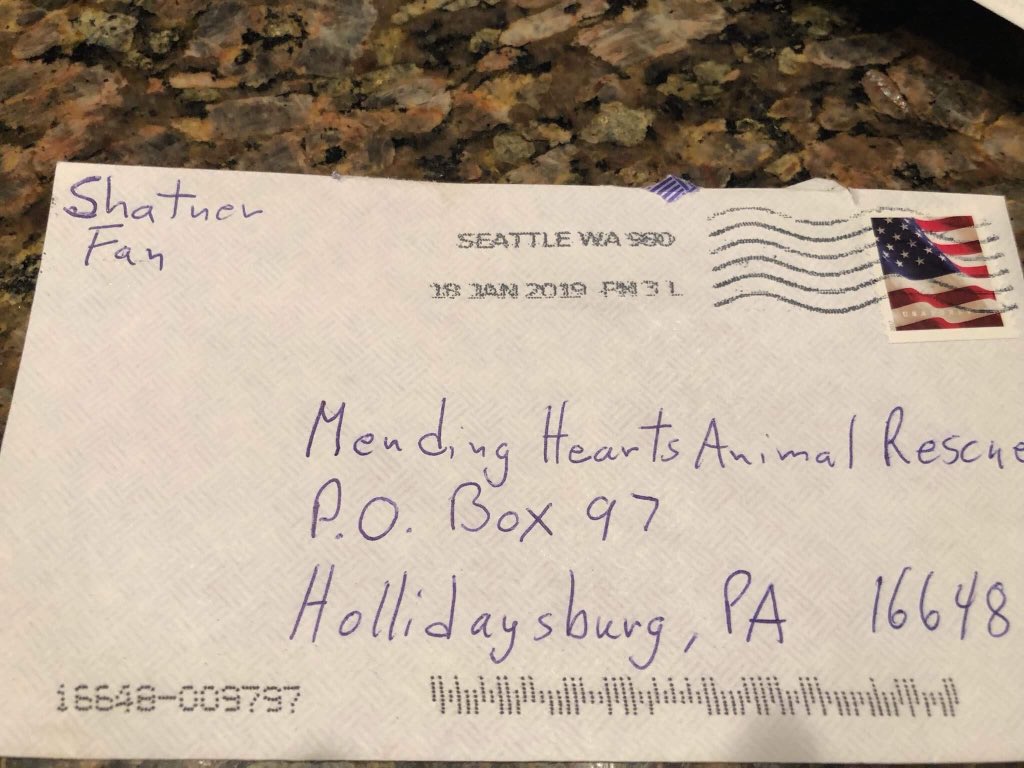 Shatner
Fan
SEATTLE WA 980
18 JAN 2019 PM 3 L
Mending Hearts Animal Rescue
P.O. Box 97
Hollidaysburg, PA 16648
16648-009797